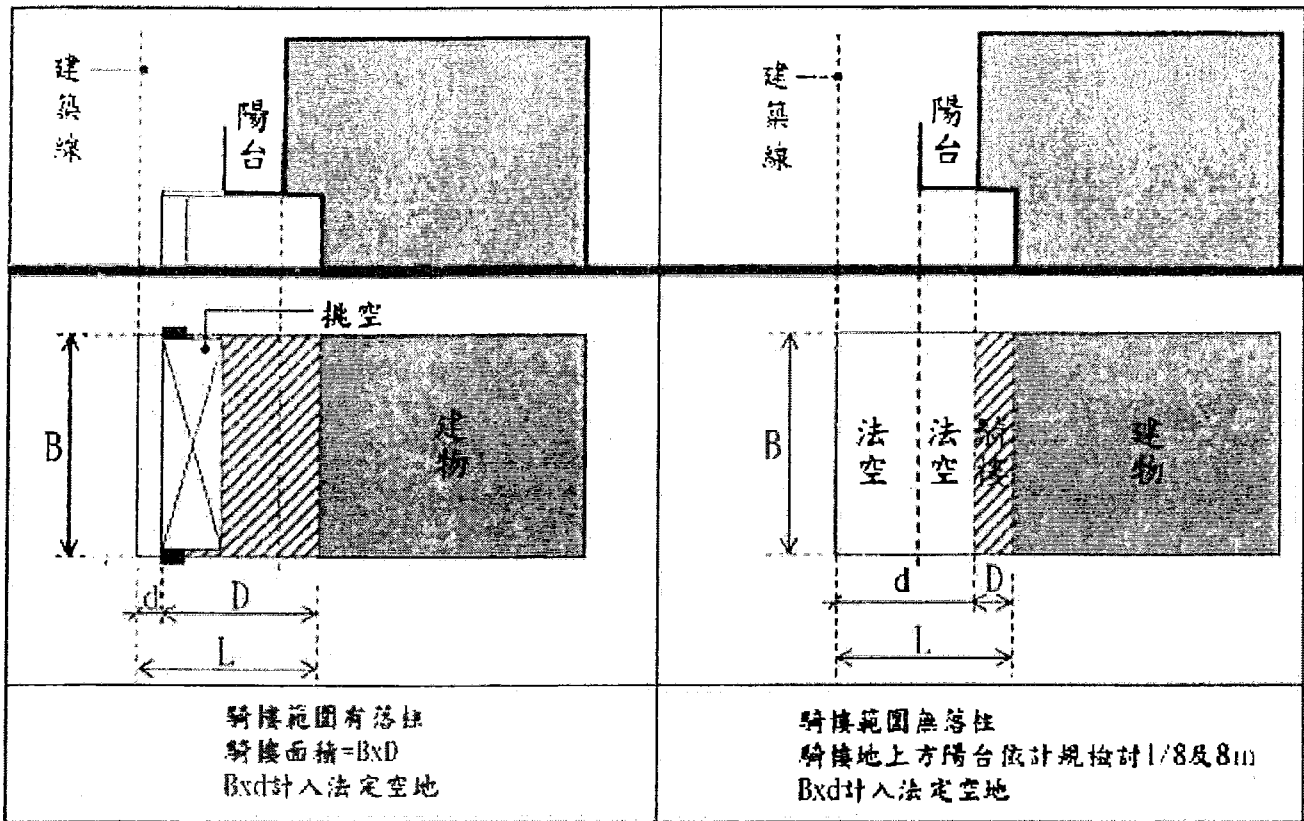 建築線
陽台
挑空
B
建物
d
D
L
騎樓範圍有落柱
騎樓面積=BxD
Bxd計入法定空地
建築線
陽台
B
法空
法空
騎樓
建物
d
D
L
騎樓範圍無落柱
騎樓地上方陽台依計規檢討1/8及8m
Bxd計入法定空地